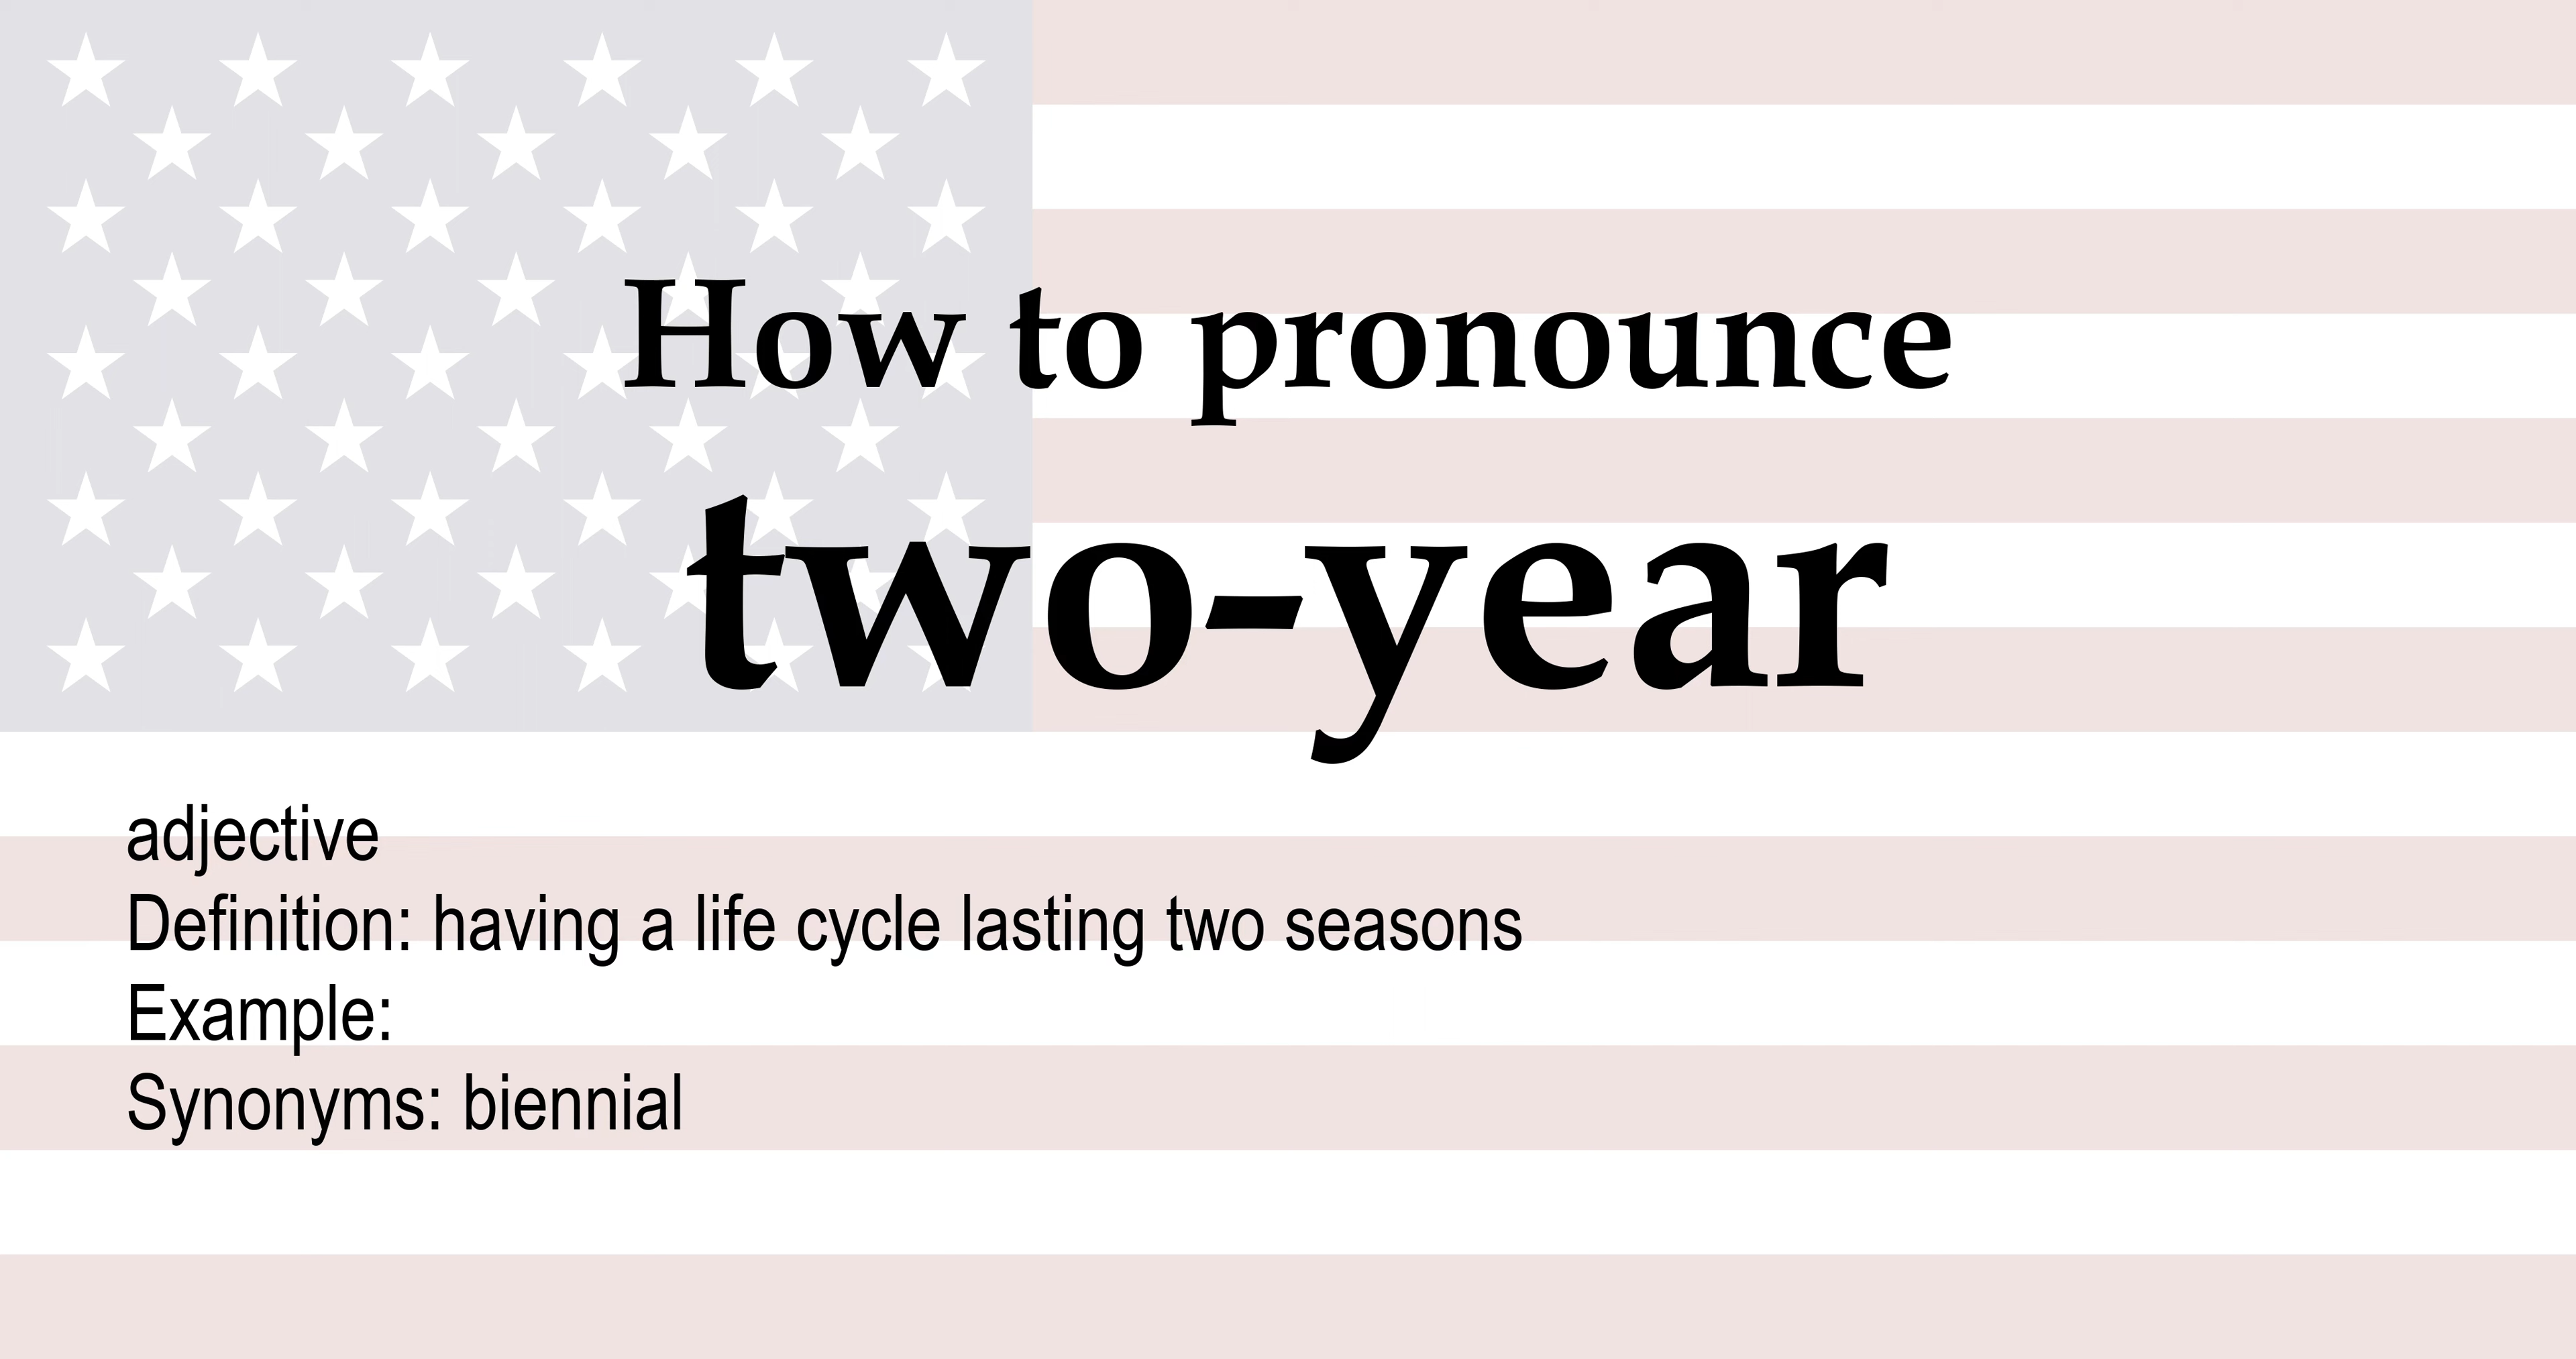 How to pronounce
two-year
adjective
Definition: having a life cycle lasting two seasons
Example:
Synonyms: biennial